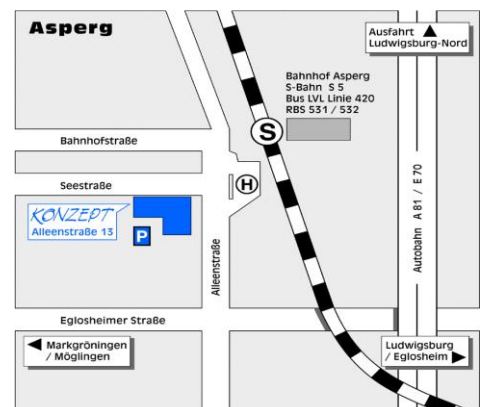 Asperg
Ausfahrt
Ludwigsburg-Nord
Bahnhof Asperg
S-Bahn S 5
Bus LVL Linie 420
RBS 531 / 532
S
Bahnhofstraße
Seestraße
H
KONZEPT
Alleenstraße 13
P
Alleenstraße
Autobahn A 81 / E 70
Eglosheimer Straße
Markgröningen
/ Möglingen
Ludwigsburg
/ Eglosheim